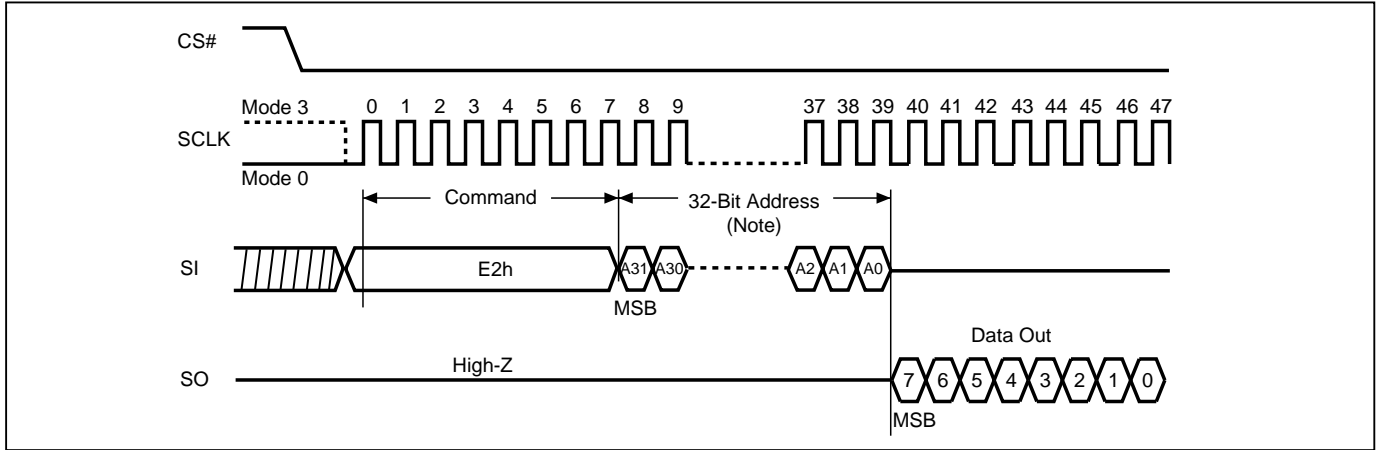 CS#
Mode 3
0 1 2 3 4 5 6 7 8 9 37 38 39 40 41 42 43 44 45 46 47
SCLK
Mode 0
Command
32-Bit Address
(Note)
SI
E2h
A31 A30 A2 A1 A0
MSB
Data Out
High-Z
SO
7 6 5 4 3 2 1 0
MSB